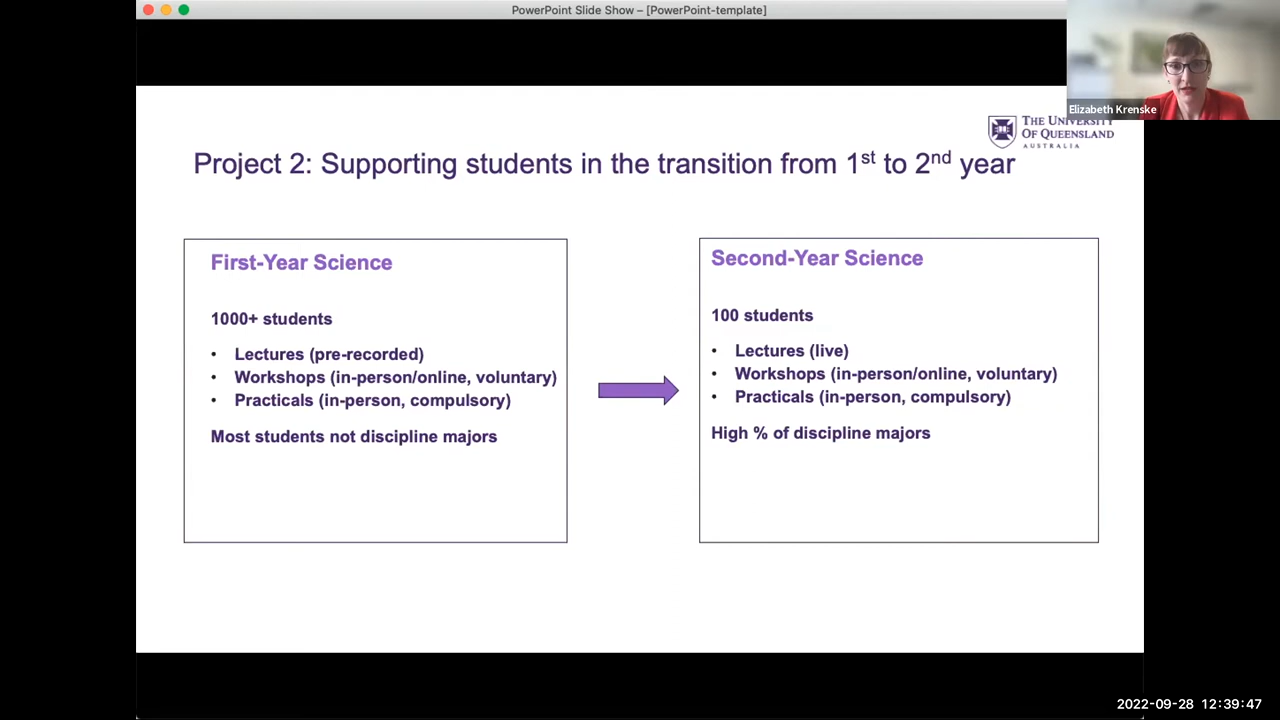 PowerPoint Slide Show – [PowerPoint-template]
Elizabeth Krenske
THE UNIVERSITY
OF QUEENSLAND
AUSTRALIA
Project 2: Supporting students in the transition from 1st to 2nd year
First-Year Science
1000+ students
• Lectures (pre-recorded)
• Workshops (in-person/online, voluntary)
• Practicals (in-person, compulsory)
Most students not discipline majors
Second-Year Science
100 students
• Lectures (live)
• Workshops (in-person/online, voluntary)
• Practicals (in-person, compulsory)
High % of discipline majors
2022-09-28 12:39:47